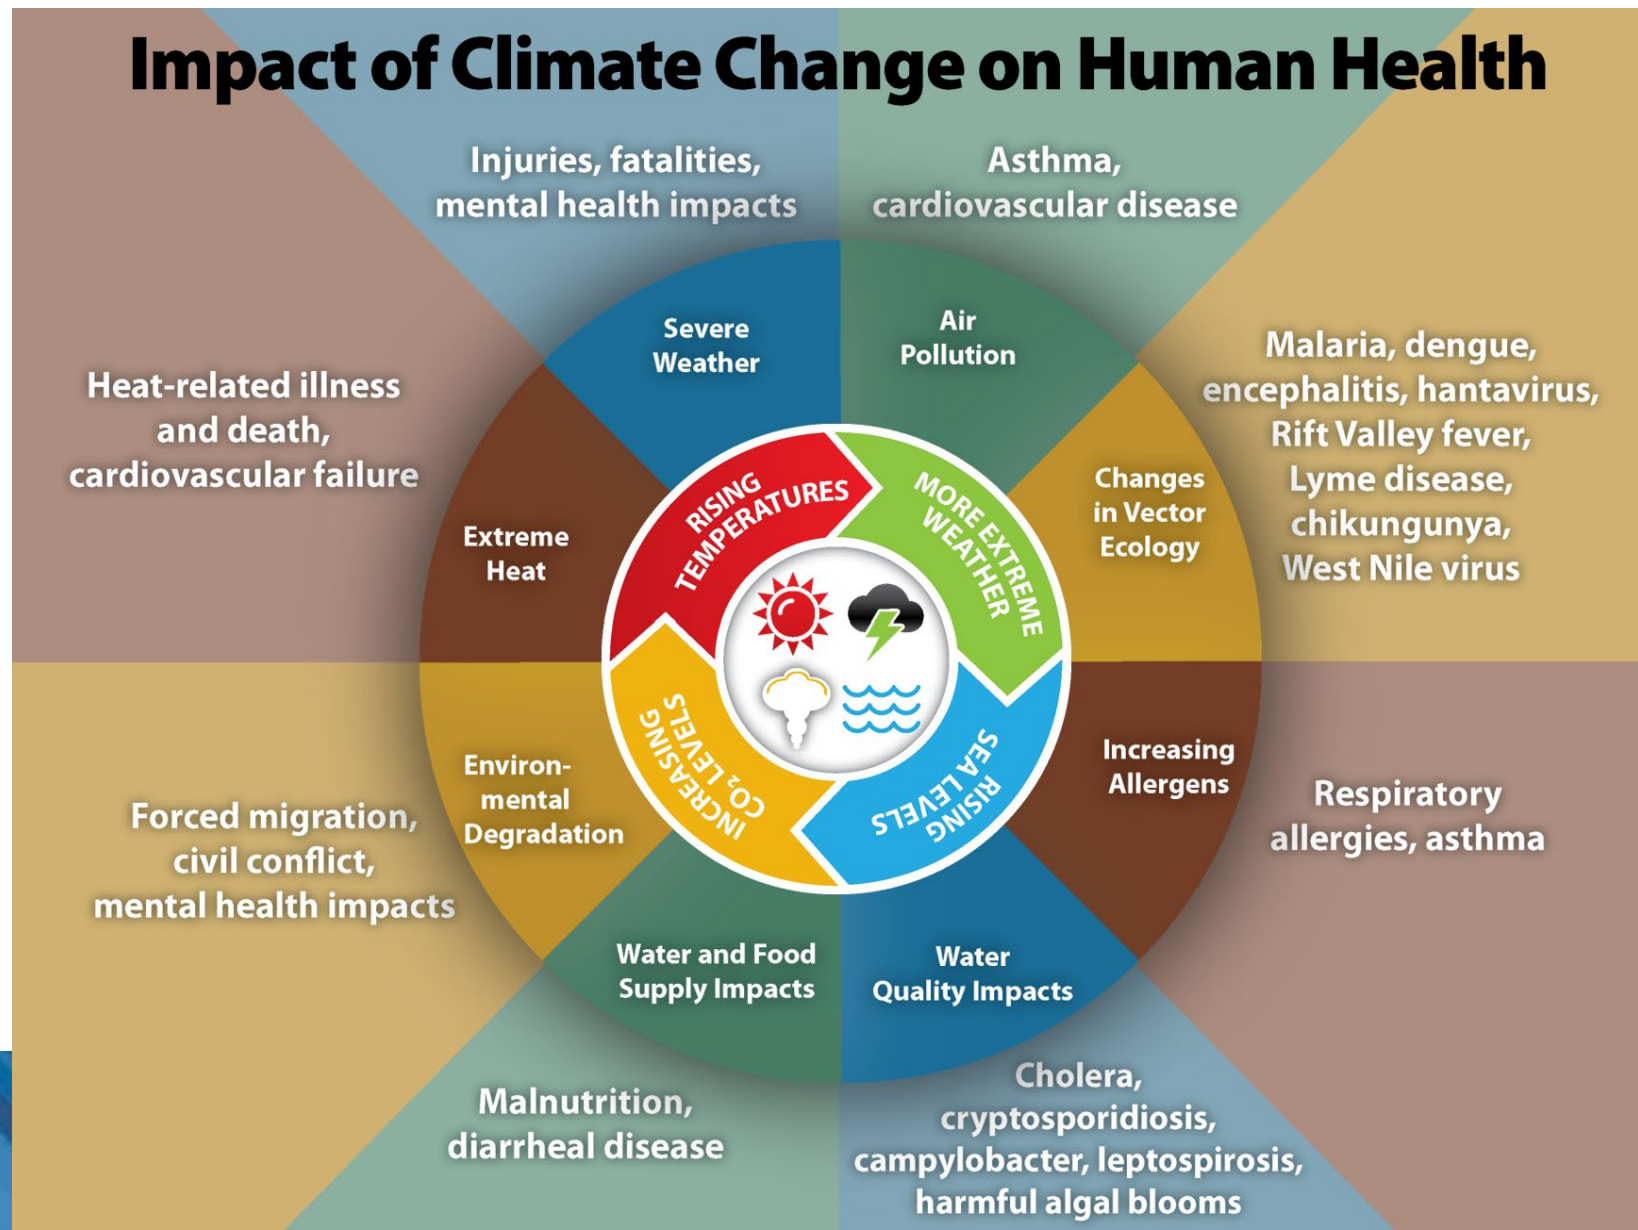 Impact of Climate Change on Human Health
Injuries, fatalities,
mental health impacts
Asthma,
cardiovascular disease
Severe
Weather
Air
Pollution
Malaria, dengue,
encephalitis, hantavirus,
Rift Valley fever,
Lyme disease,
chikungunya,
West Nile virus
Heat-related illness
and death,
cardiovascular failure
Extreme
Heat
Changes
in Vector
Ecology
RISING
TEMPERATURES
MORE EXTREME
WEATHER
RISING
SEA LEVELS
INCREASING
CO₂ LEVELS
Environ-
mental
Degradation
Increasing
Allergens
Forced migration,
civil conflict,
mental health impacts
Respiratory
allergies, asthma
Water and Food
Supply Impacts
Water
Quality Impacts
Malnutrition,
diarrheal disease
Cholera,
cryptosporidiosis,
campylobacter, leptospirosis,
harmful algal blooms